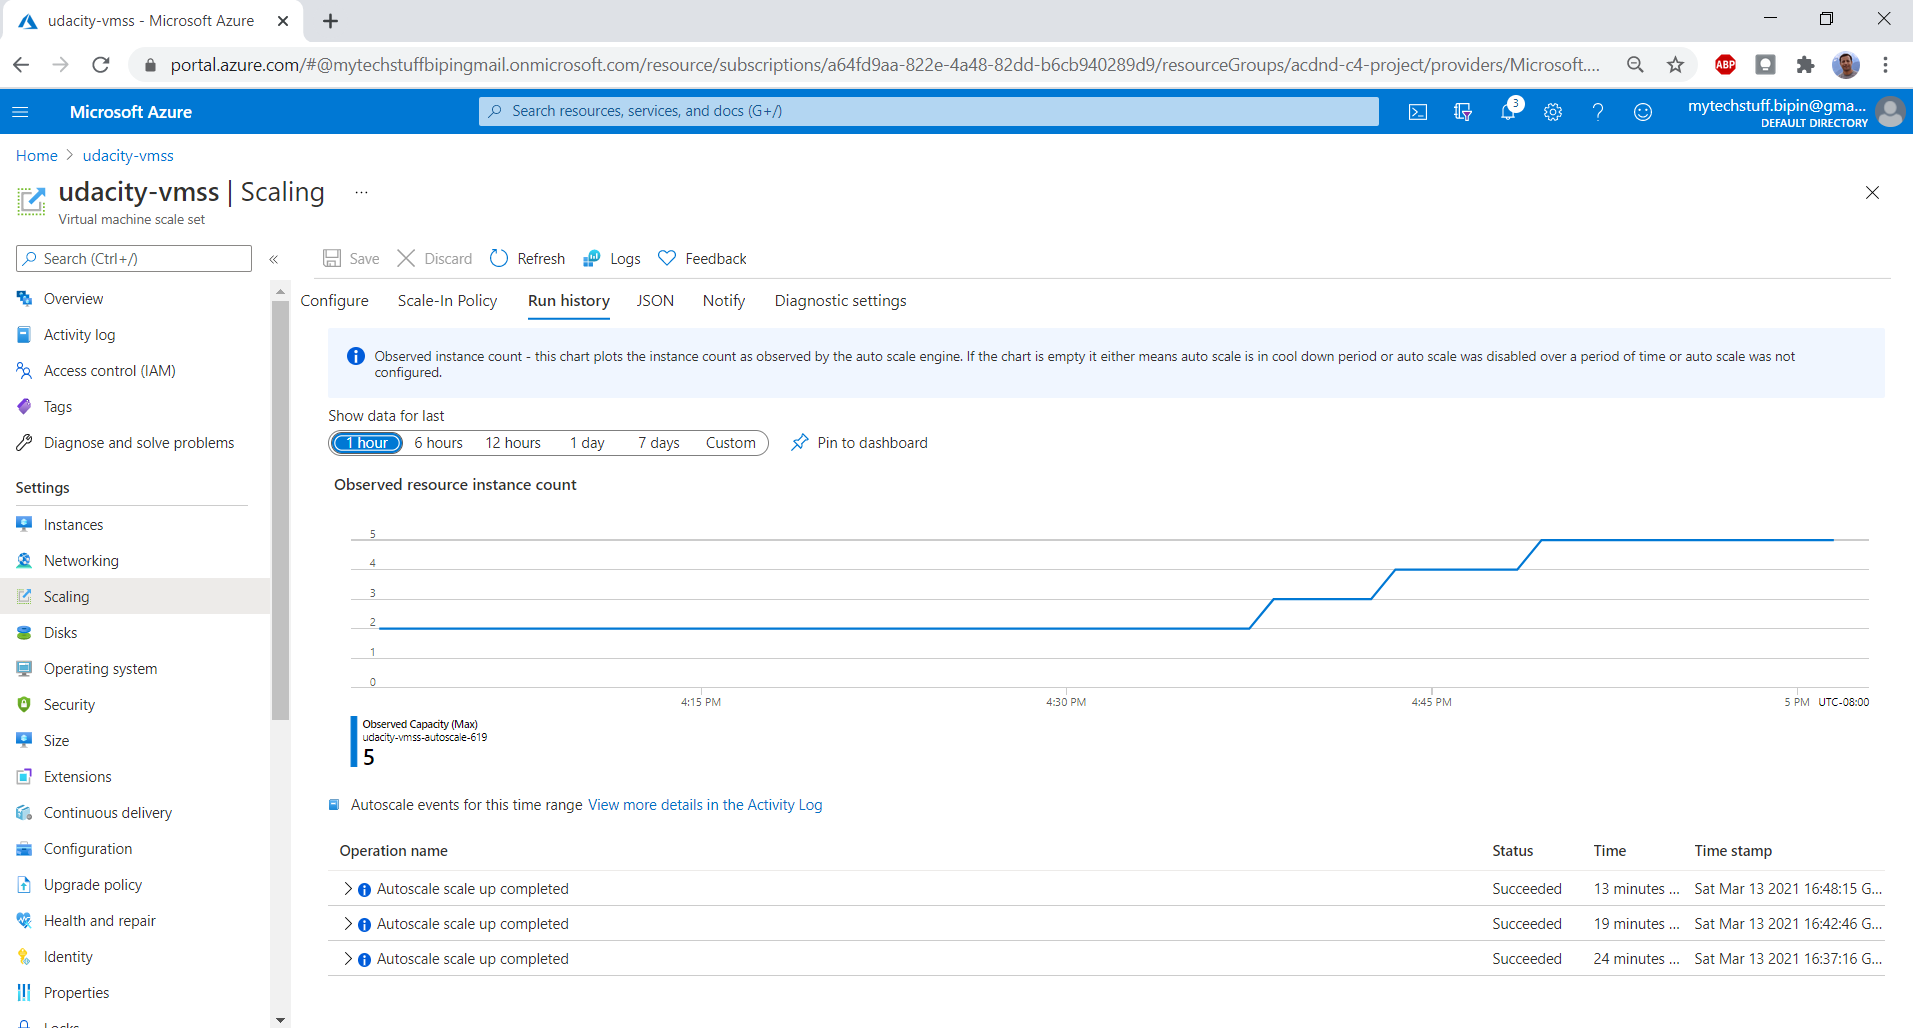 udacity-vmss - Microsoft Azure
portal.azure.com/#@mytechstuffbipingmail.onmicrosoft.com/resource/subscriptions/a64fd9aa-822e-4a48-82dd-b6cb940289d9/resourceGroups/acdnd-c4-project/providers/Microsoft....
ABP
Microsoft Azure
Search resources, services, and docs (G+/)
3
mytechstuff.bipin@gma...
DEFAULT DIRECTORY
Home > udacity-vmss
udacity-vmss | Scaling ...
Virtual machine scale set
Search (Ctrl+/)
«
Save
Discard
Refresh
Logs
Feedback
Overview
Activity log
Access control (IAM)
Tags
Diagnose and solve problems
Settings
Instances
Networking
Scaling
Disks
Operating system
Security
Size
Extensions
Continuous delivery
Configuration
Upgrade policy
Health and repair
Identity
Properties
Locks
Configure
Scale-In Policy
Run history
JSON
Notify
Diagnostic settings
Observed instance count - this chart plots the instance count as observed by the auto scale engine. If the chart is empty it either means auto scale is in cool down period or auto scale was disabled over a period of time or auto scale was not
configured.
Show data for last
1 hour
6 hours
12 hours
1 day
7 days
Custom
Pin to dashboard
Observed resource instance count
5
4
3
2
1
0
4:15 PM
4:30 PM
4:45 PM
5 PM
UTC-08:00
Observed Capacity (Max)
udacity-vmss-autoscale-619
5
Autoscale events for this time range View more details in the Activity Log
Operation name Status Time Time stamp
Autoscale scale up completed Succeeded 13 minutes ... Sat Mar 13 2021 16:48:15 G...
Autoscale scale up completed Succeeded 19 minutes ... Sat Mar 13 2021 16:42:46 G...
Autoscale scale up completed Succeeded 24 minutes ... Sat Mar 13 2021 16:37:16 G...